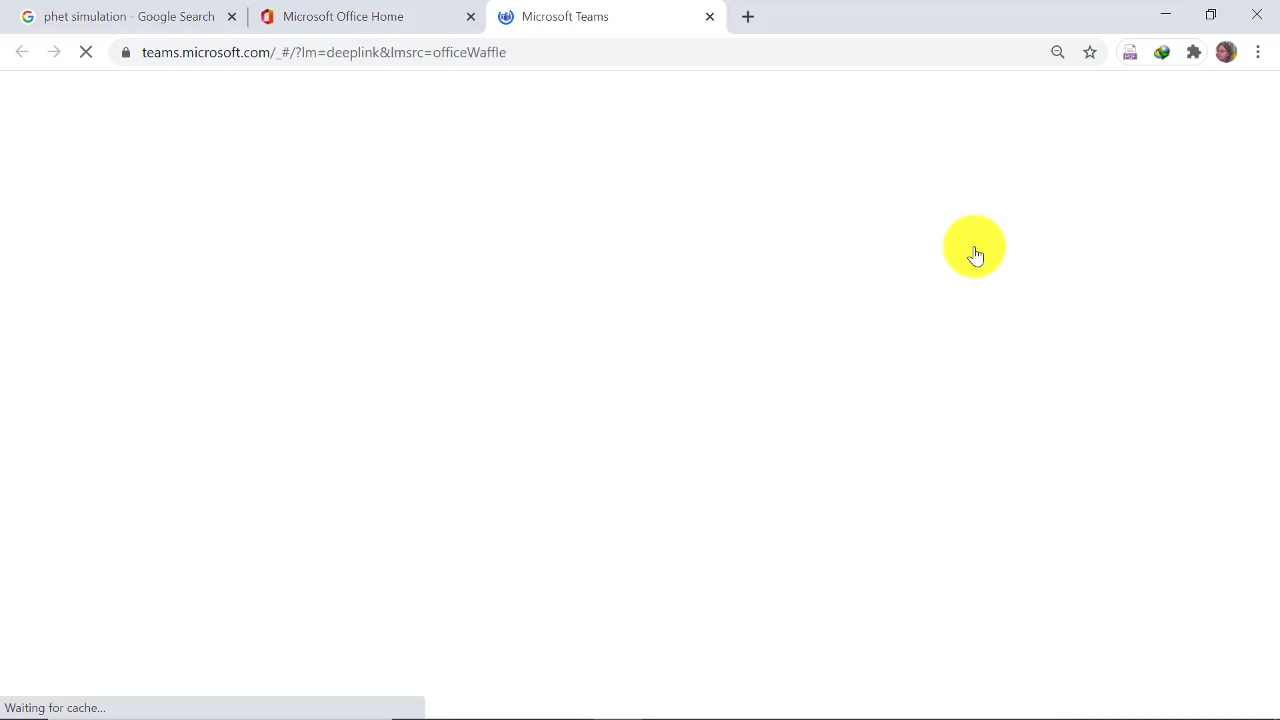 phet simulation - Google Search
Microsoft Office Home
Microsoft Teams
teams.microsoft.com/_#/?lm=deeplink&lmsrc=officeWaffle
PDF
Waiting for cache...